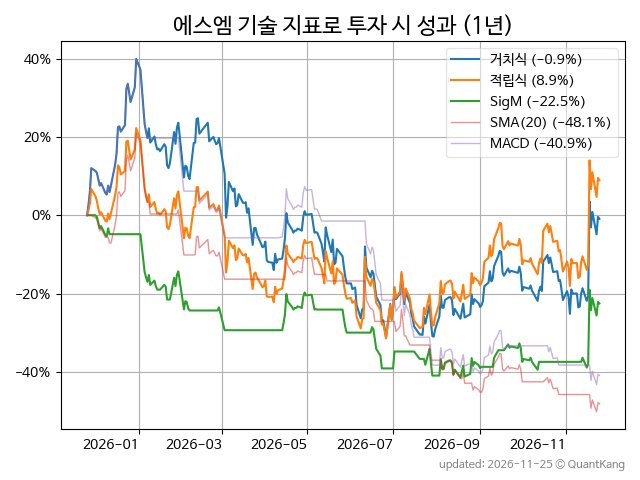 에스엠 기술 지표로 투자 시 성과 (1년)
거치식 (−0.9%)
적립식 (8.9%)
SigM (−22.5%)
SMA(20) (−48.1%)
MACD (−40.9%)
40%
20%
0%
−20%
−40%
2026-01 2026-03 2026-05 2026-07 2026-09 2026-11
updated: 2026-11-25 © QuantKang